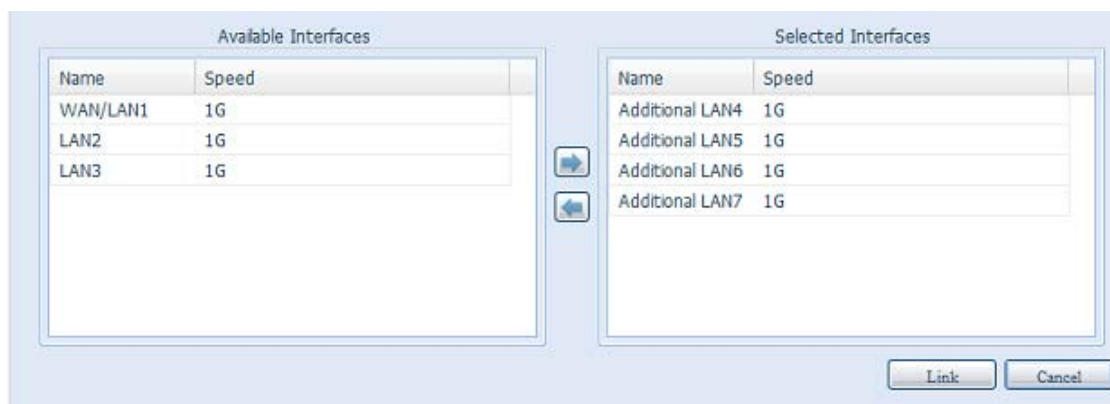 Available Interfaces
Name Speed
WAN/LAN1 1G
LAN2 1G
LAN3 1G
Selected Interfaces
Name Speed
Additional LAN4 1G
Additional LAN5 1G
Additional LAN6 1G
Additional LAN7 1G
Link Cancel